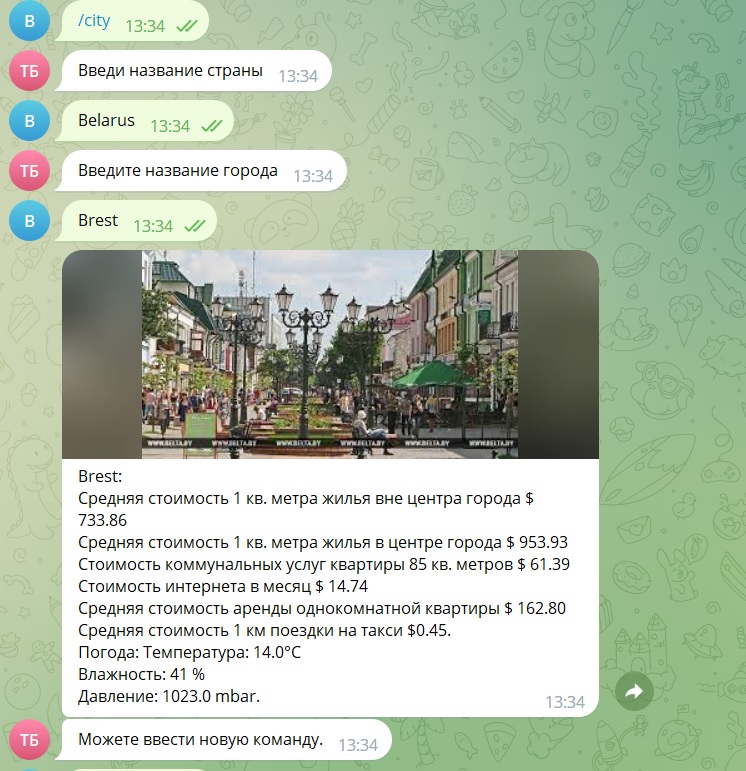 В
/city 13:34
ТБ
Введи название страны 13:34
В
Belarus 13:34
ТБ
Введите название города 13:34
В
Brest 13:34
WWW.BELTA.BY WWW.BELTA.BY WWW.BELTA.BY WWW.BELTA.BY WWW.BELTA.BY
Brest:
Средняя стоимость 1 кв. метра жилья вне центра города $
733.86
Средняя стоимость 1 кв. метра жилья в центре города $ 953.93
Стоимость коммунальных услуг квартиры 85 кв. метров $ 61.39
Стоимость интернета в месяц $ 14.74
Средняя стоимость аренды однокомнатной квартиры $ 162.80
Средняя стоимость 1 км поездки на такси $0.45.
Погода: Температура: 14.0°C
Влажность: 41 %
Давление: 1023.0 mbar.
13:34
ТБ
Можете ввести новую команду. 13:34